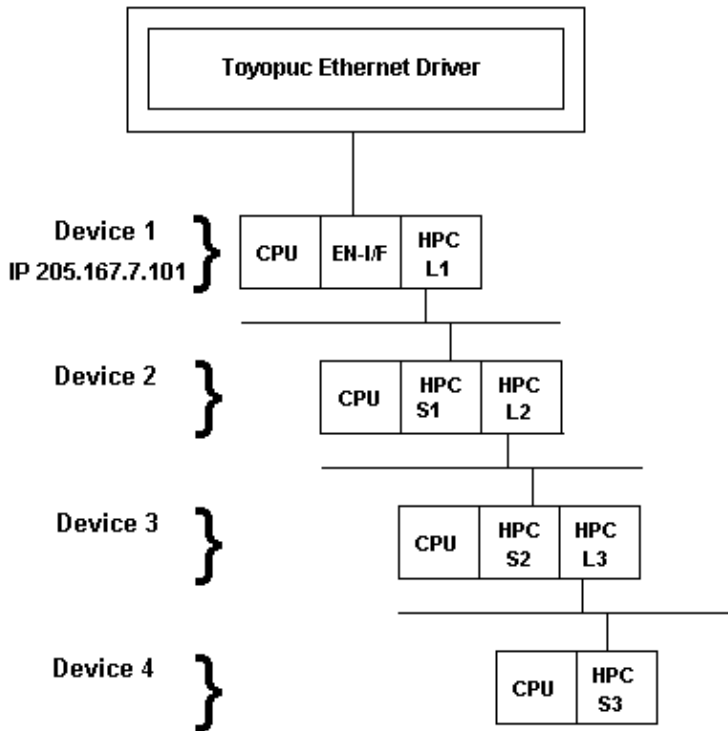 Toyopuc Ethernet Driver
Device 1
IP 205.167.7.101
CPU
EN-I/F
HPC
L1
Device 2
CPU
HPC
S1
HPC
L2
Device 3
CPU
HPC
S2
HPC
L3
Device 4
CPU
HPC
S3